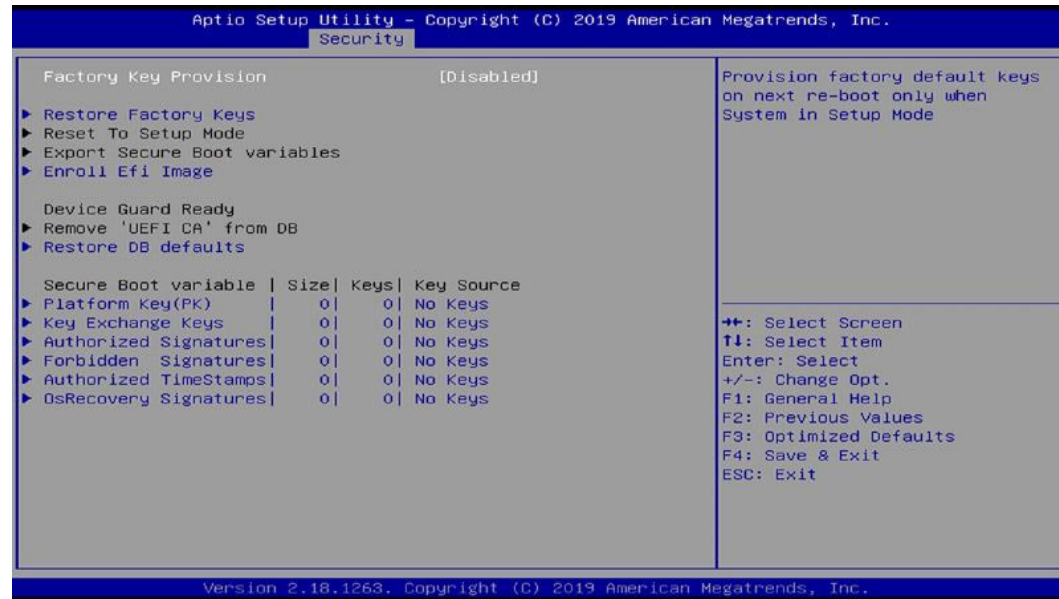 Aptio Setup Utility – Copyright (C) 2019 American Megatrends, Inc.
Security
Factory Key Provision [Disabled]
Restore Factory Keys
Reset To Setup Mode
Export Secure Boot variables
Enroll Efi Image
Device Guard Ready
Remove 'UEFI CA' from DB
Restore DB defaults
Secure Boot variable | Size| Keys| Key Source
Platform Key(PK) | 0| 0| No Keys
Key Exchange Keys | 0| 0| No Keys
Authorized Signatures| 0| 0| No Keys
Forbidden Signatures| 0| 0| No Keys
Authorized TimeStamps| 0| 0| No Keys
OsRecovery Signatures| 0| 0| No Keys
Provision factory default keys
on next re-boot only when
System in Setup Mode
→←: Select Screen
↑↓: Select Item
Enter: Select
+/-: Change Opt.
F1: General Help
F2: Previous Values
F3: Optimized Defaults
F4: Save & Exit
ESC: Exit
Version 2.18.1263. Copyright (C) 2019 American Megatrends, Inc.